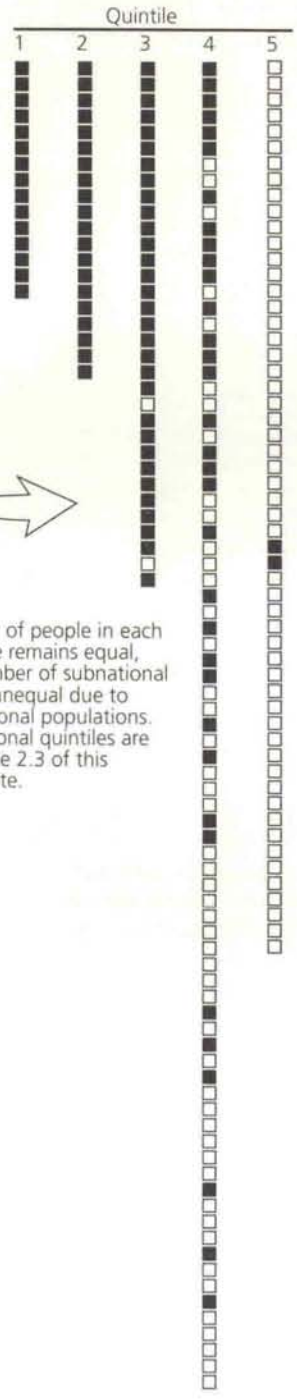 Quintile
1 2 3 4 5
of people in each
remains equal,
ber of subnational
nequal due to
onal populations.
onal quintiles are
e 2.3 of this
te.